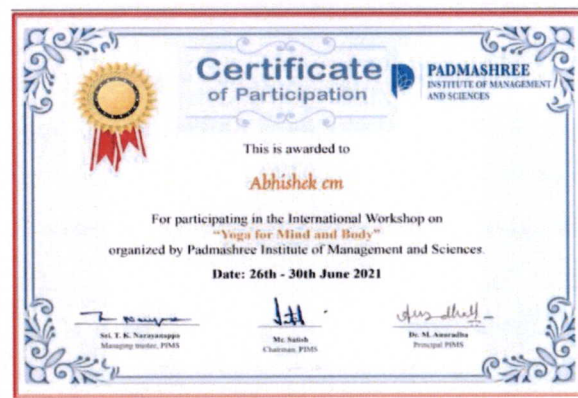 Certificate
of Participation
PADMASHREE
INSTITUTE OF MANAGEMENT
AND SCIENCES
This is awarded to
Abhishek cm
For participating in the International Workshop on
"Yoga for Mind and Body"
organized by Padmashree Institute of Management and Sciences.
Date: 26th - 30th June 2021
Sri. T. K. Narayanappa
Managing trustee, PIMS
Mr. Satish
Chairman, PIMS
Dr. M. Anuradha
Principal PIMS